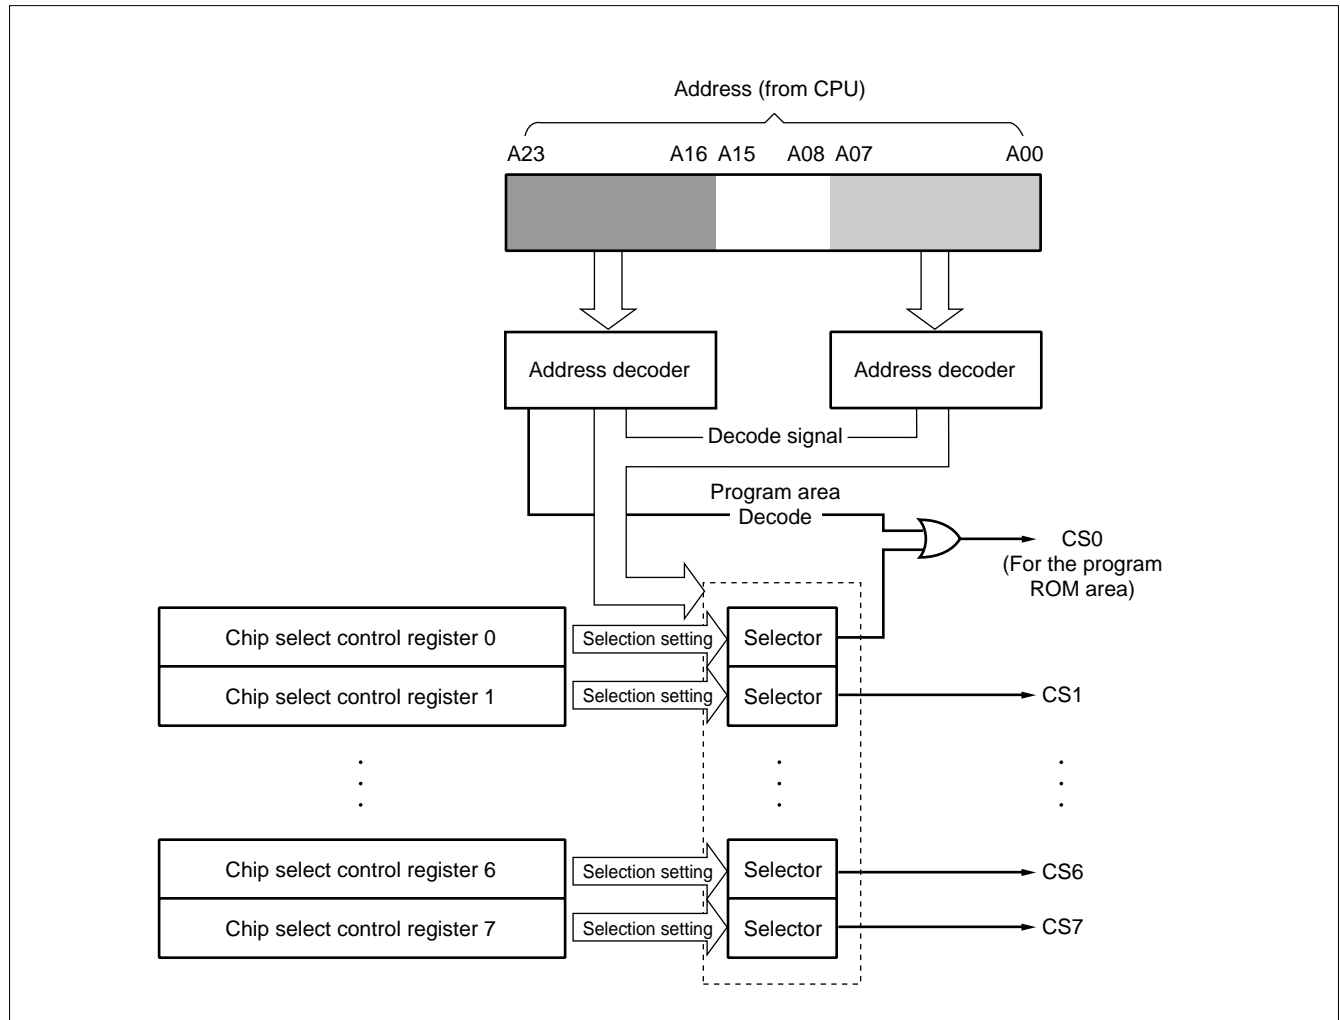 Address (from CPU)
A23 A16 A15 A08 A07 A00
Address decoder Address decoder
Decode signal
Program area
Decode
CS0
(For the program
ROM area)
Chip select control register 0 Selection setting Selector
Chip select control register 1 Selection setting Selector CS1
Chip select control register 6 Selection setting Selector CS6
Chip select control register 7 Selection setting Selector CS7